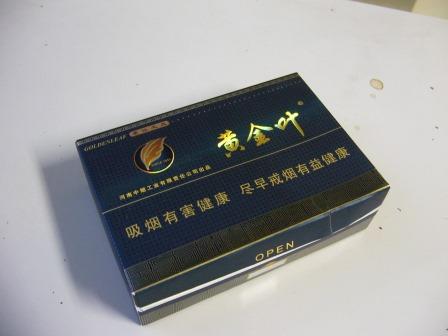 GOLDENLEAF
黄金叶®
河南中烟工业有限责任公司出品
吸烟有害健康 尽早戒烟有益健康
OPEN